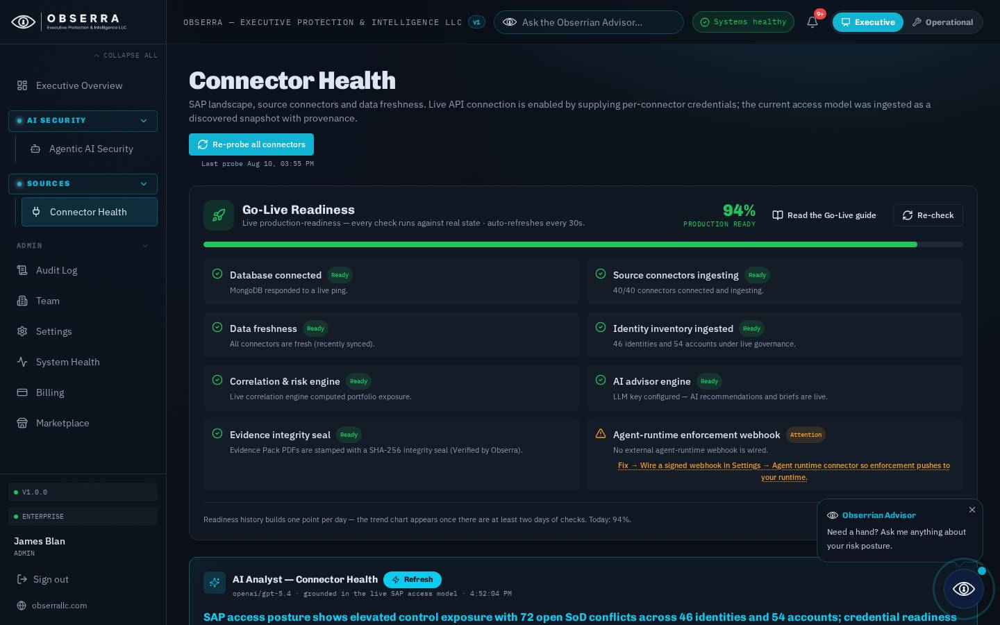 OBSERRA
Executive Protection & Intelligence LLC
OBSERRA — EXECUTIVE PROTECTION & INTELLIGENCE LLC
v1
Ask the Obserrian Advisor...
Systems healthy
9+
Executive
Operational
COLLAPSE ALL
Executive Overview
AI SECURITY
Agentic AI Security
SOURCES
Connector Health
ADMIN
Audit Log
Team
Settings
System Health
Billing
Marketplace
V1.0.0
ENTERPRISE
James Blan
ADMIN
Sign out
obserrallc.com
Connector Health
SAP landscape, source connectors and data freshness. Live API connection is enabled by supplying per-connector credentials; the current access model was ingested as a
discovered snapshot with provenance.
Re-probe all connectors
Last probe Aug 10, 03:55 PM
Go-Live Readiness
Live production-readiness — every check runs against real state · auto-refreshes every 30s.
94%
PRODUCTION READY
Read the Go-Live guide
Re-check
Database connected Ready
MongoDB responded to a live ping.
Source connectors ingesting Ready
40/40 connectors connected and ingesting.
Data freshness Ready
All connectors are fresh (recently synced).
Identity inventory ingested Ready
46 identities and 54 accounts under live governance.
Correlation & risk engine Ready
Live correlation engine computed portfolio exposure.
AI advisor engine Ready
LLM key configured — AI recommendations and briefs are live.
Evidence integrity seal Ready
Evidence Pack PDFs are stamped with a SHA-256 integrity seal (Verified by Obserra).
Agent-runtime enforcement webhook Attention
No external agent-runtime webhook is wired.
Fix → Wire a signed webhook in Settings → Agent runtime connector so enforcement pushes to
your runtime.
Readiness history builds one point per day — the trend chart appears once there are at least two days of checks. Today: 94%.
Obserrian Advisor
Need a hand? Ask me anything about
your risk posture.
AI Analyst — Connector Health
Refresh
openai/gpt-5.4 · grounded in the live SAP access model · 4:52:04 PM
SAP access posture shows elevated control exposure with 72 open SoD conflicts across 46 identities and 54 accounts; credential readiness